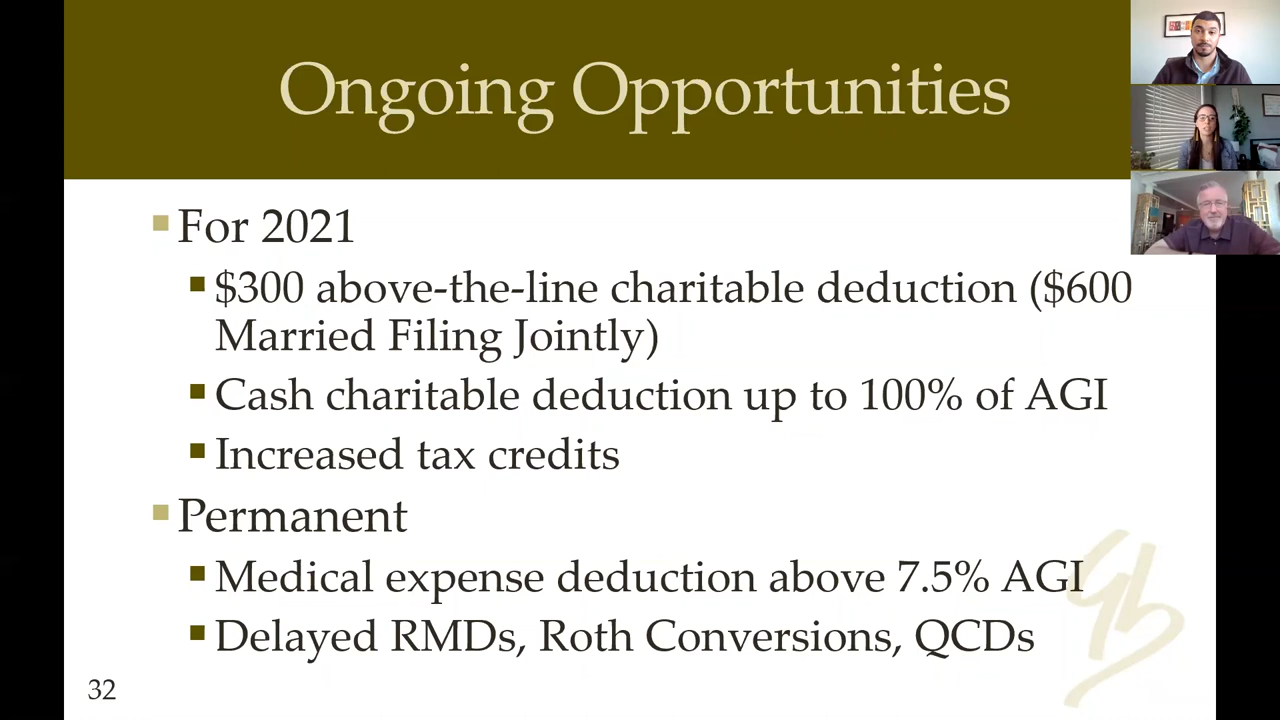 Ongoing Opportunities
For 2021
$300 above-the-line charitable deduction ($600
Married Filing Jointly)
Cash charitable deduction up to 100% of AGI
Increased tax credits
Permanent
Medical expense deduction above 7.5% AGI
Delayed RMDs, Roth Conversions, QCDs
32